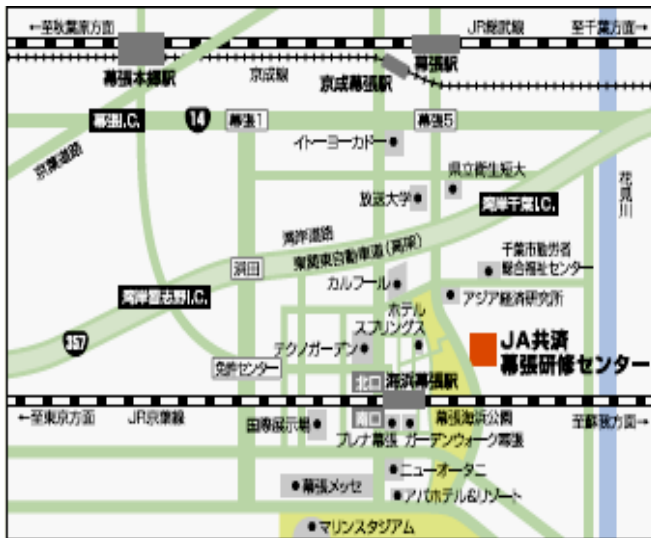 ←至秋葉原方面
JR総武線
至千葉方面→
幕張本郷駅
京成線
京成幕張駅
幕張駅
幕張I.C.
14
幕張1
幕張5
イトーヨーカドー
京葉道路
県立衛生短大
放送大学
花見川
湾岸千葉I.C.
湾岸道路
東関東自動車道(高架)
浜田
千葉市勤労者
総合福祉センター
カルフール
アジア経済研究所
湾岸習志野I.C.
ホテル
スプリングス
357
テクノガーデン
JA共済
幕張研修センター
免許センター
北口
海浜幕張駅
←至東京方面
JR京葉線
国際展示場
南口
幕張海浜公園
至蘇我方面→
プレナ幕張
ガーデンウォーク幕張
ニューオータニ
幕張メッセ
アパホテル&リゾート
マリンスタジアム